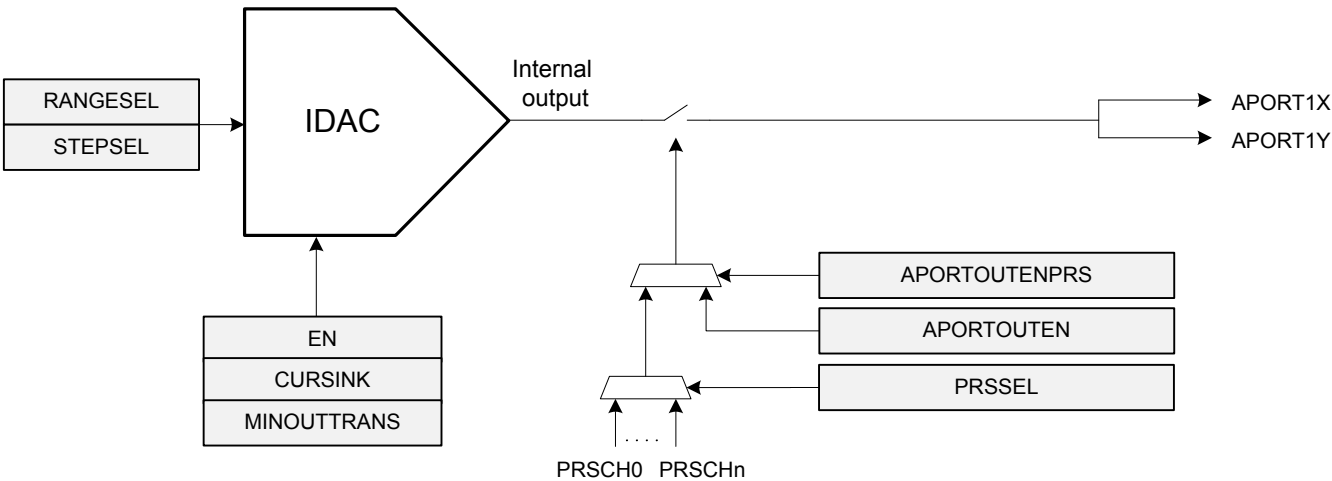 RANGESEL
STEPSEL
IDAC
Internal
output
APORT1X
APORT1Y
EN
CURSINK
MINOUTTRANS
APORTOUTENPRS
APORTOUTEN
PRSSEL
. . . .
PRSCH0 PRSCHn